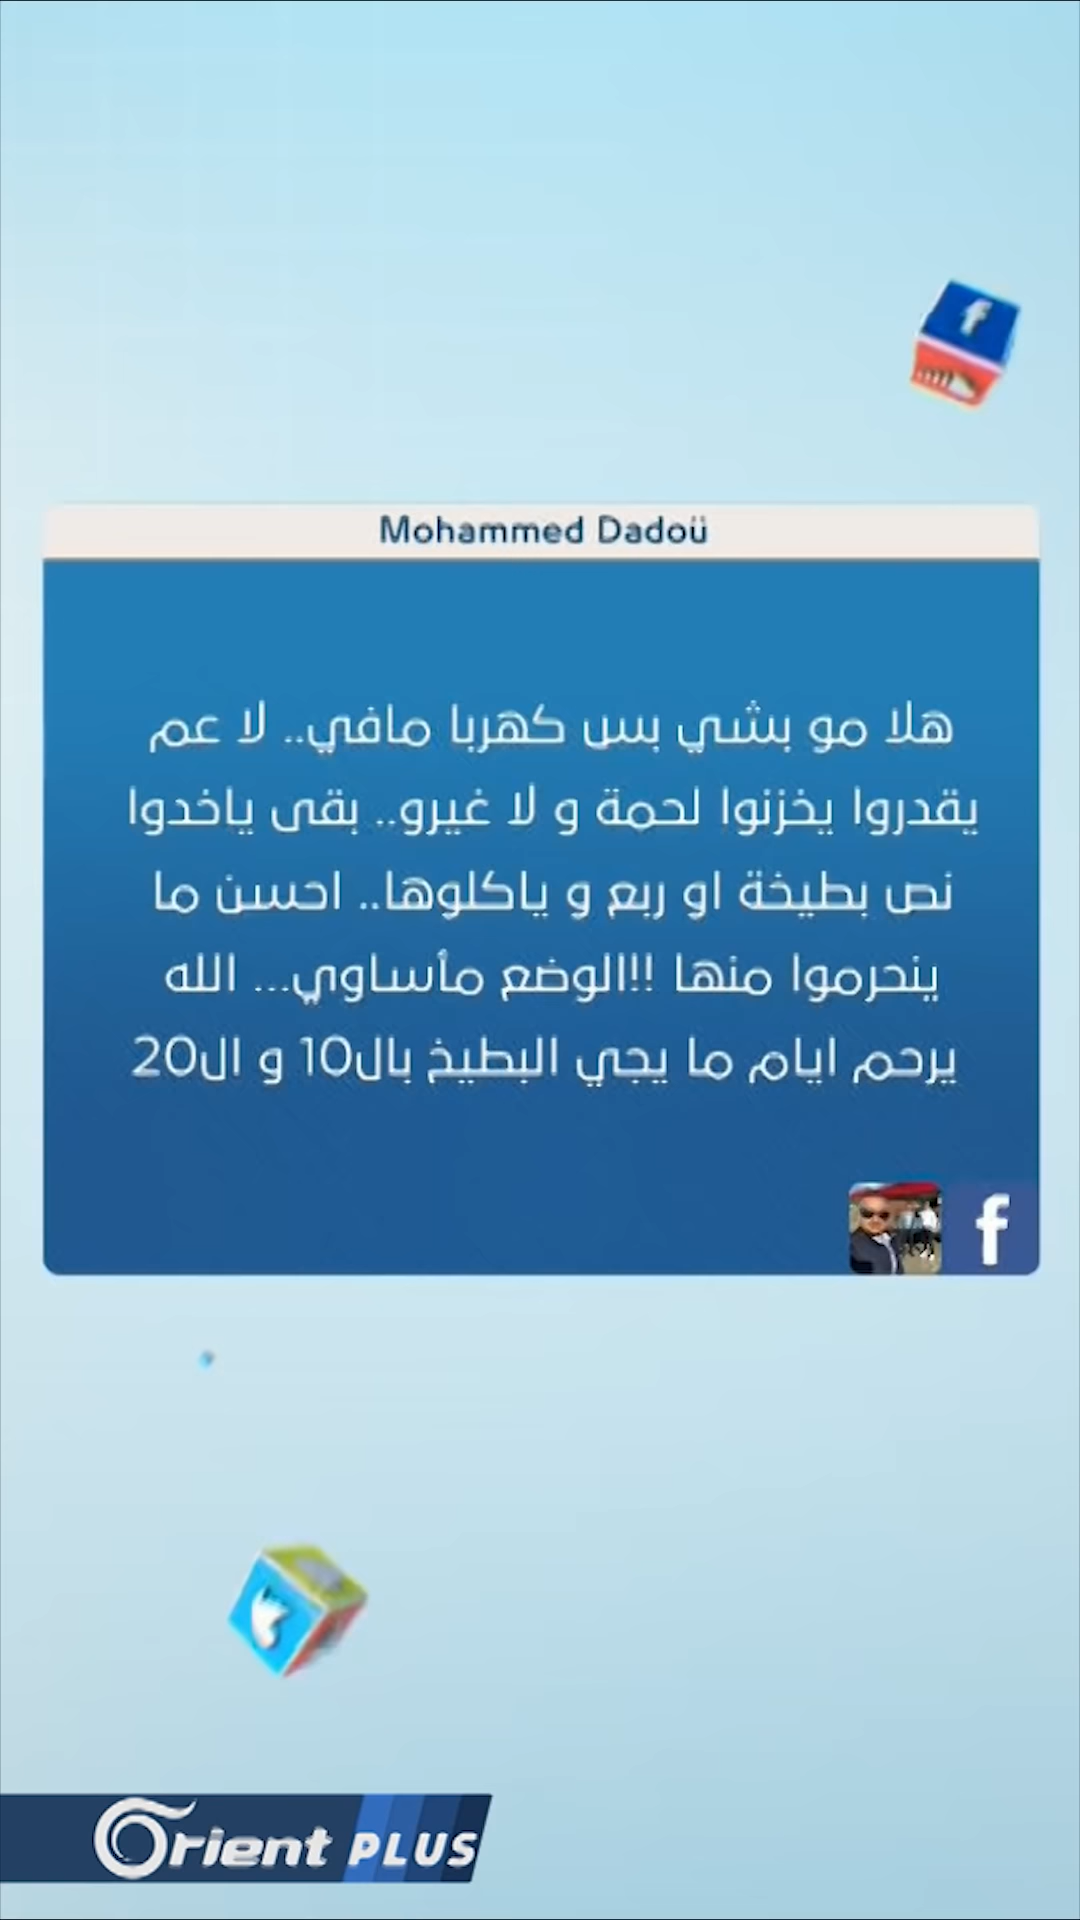 Mohammed Dadoü
هلا مو بشي بس كهربا مافي.. لا عم
يقدروا يخزنوا لحمة و لا غيرو.. بقى ياخدوا
نص بطيخة او ربع و ياكلوها.. احسن ما
ينحرموا منها !!الوضع مأساوي... الله
يرحم ايام ما يجي البطيخ بال10 و ال20
Orient PLUS